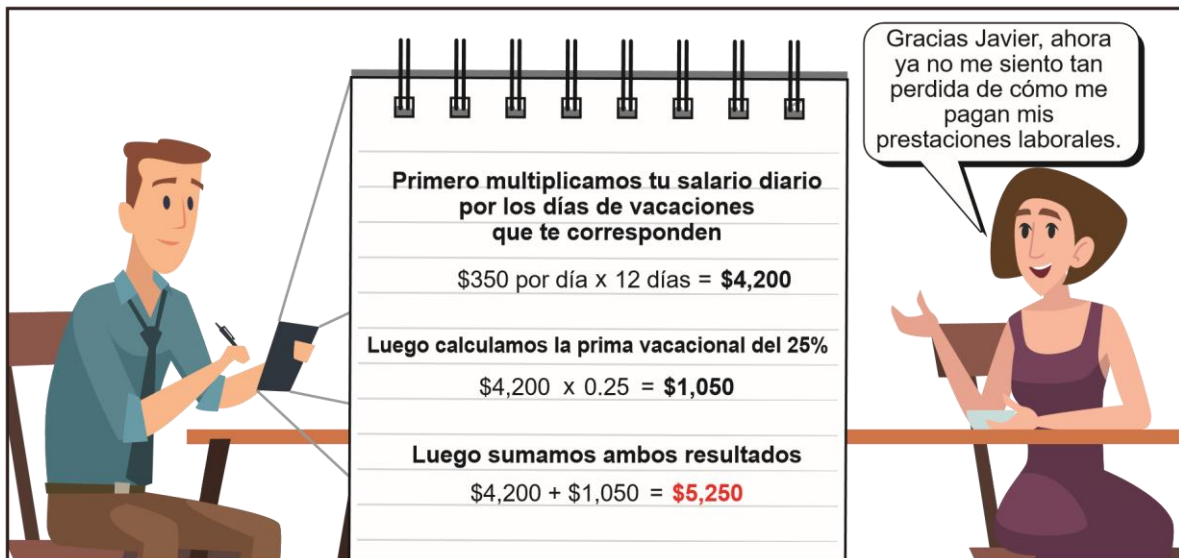 Gracias Javier, ahora
ya no me siento tan
perdida de cómo me
pagan mis
prestaciones laborales.
Primero multiplicamos tu salario diario
por los días de vacaciones
que te corresponden
$350 por día x 12 días = $4,200
Luego calculamos la prima vacacional del 25%
$4,200 x 0.25 = $1,050
Luego sumamos ambos resultados
$4,200 + $1,050 = $5,250